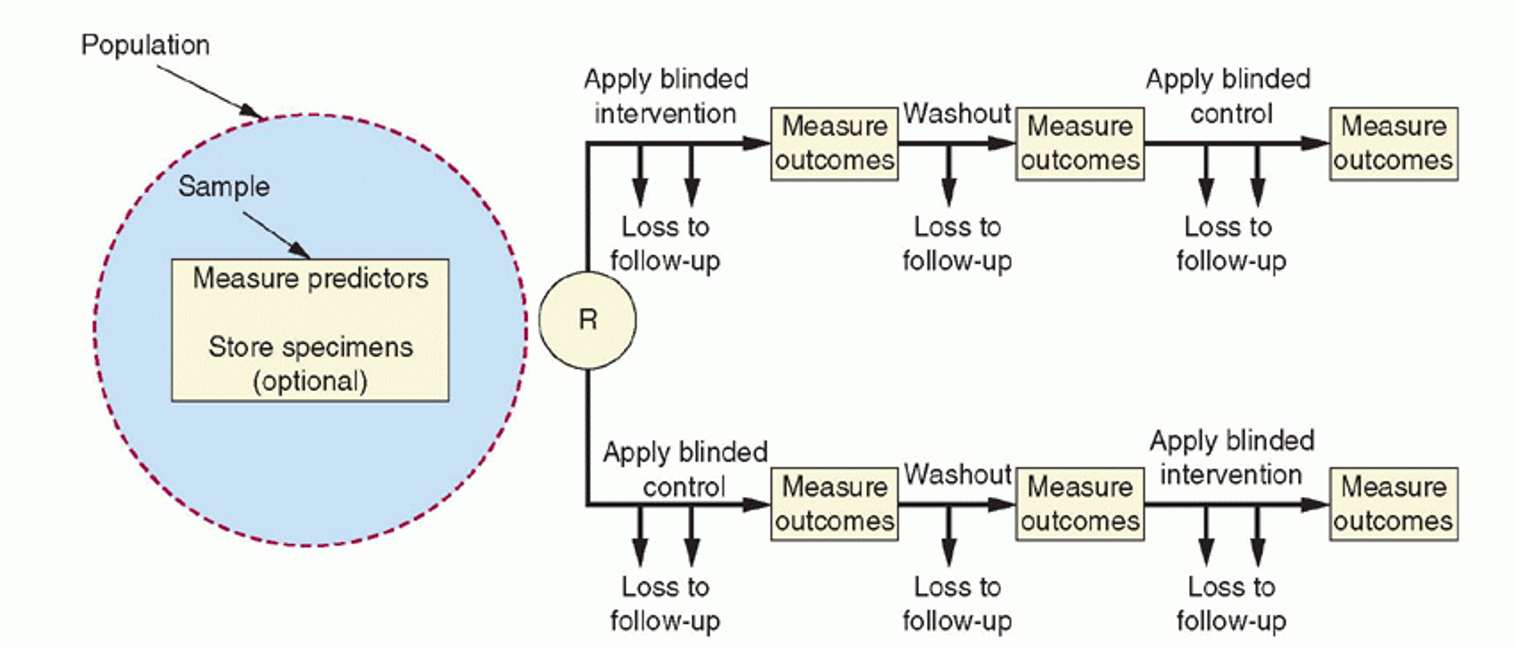 Population
Sample
Measure predictors
Store specimens
(optional)
R
Apply blinded
intervention
Measure
outcomes
Washout
Measure
outcomes
Apply blinded
control
Measure
outcomes
Loss to
follow-up
Loss to
follow-up
Loss to
follow-up
Apply blinded
control
Measure
outcomes
Washout
Measure
outcomes
Apply blinded
intervention
Measure
outcomes
Loss to
follow-up
Loss to
follow-up
Loss to
follow-up